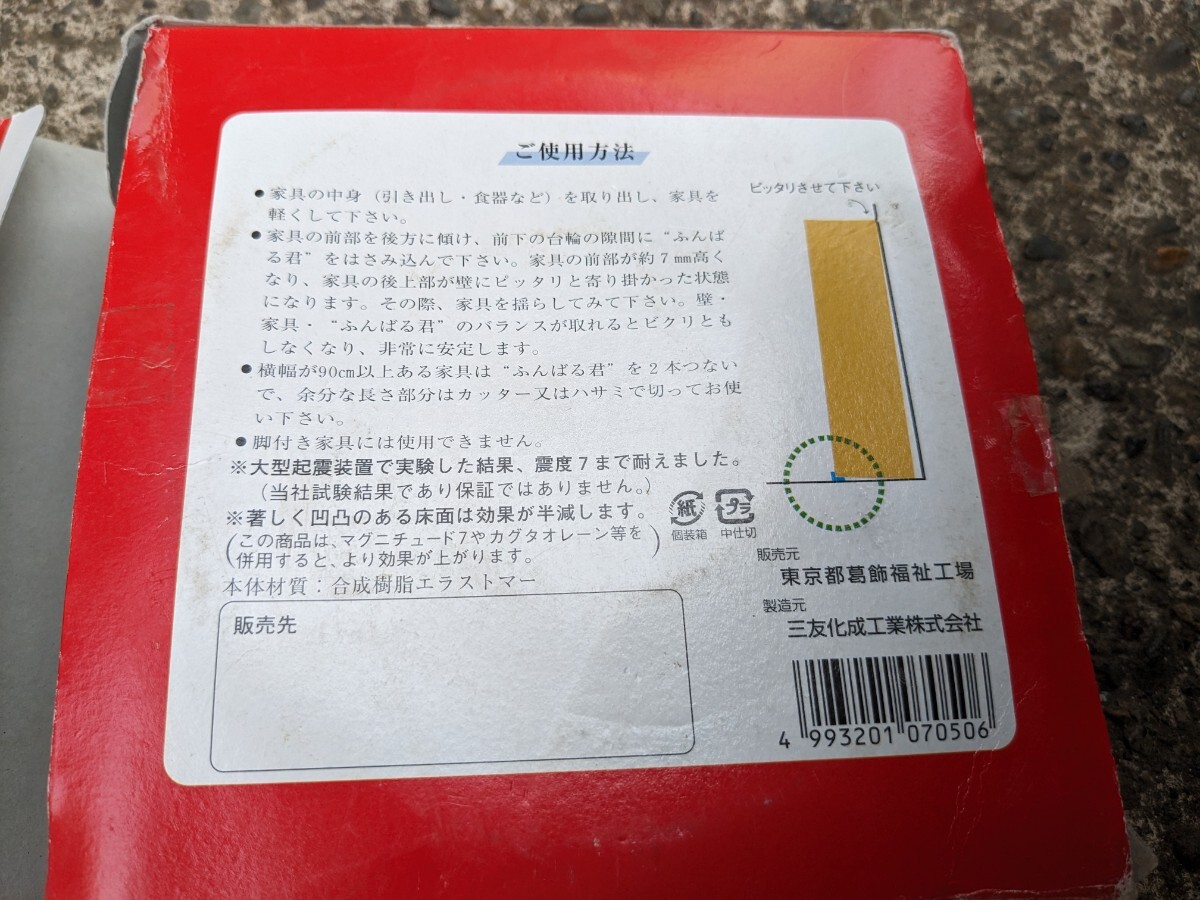 ご使用方法
●家具の中身（引き出し・食器など）を取り出し、家具を
軽くして下さい。
●家具の前部を後方に傾け、前下の台輪の隙間に“ふんば
る君”をはさみ込んで下さい。家具の前部が約7mm高く
なり、家具の後上部が壁にピッタリと寄り掛かった状態
になります。その際、家具を揺らしてみて下さい。壁・
家具・“ふんばる君”のバランスが取れるとビクリとも
しなくなり、非常に安定します。
●横幅が90cm以上ある家具は“ふんばる君”を2本つない
で、余分な長さ部分はカッター又はハサミで切ってお使
い下さい。
●脚付き家具には使用できません。
※大型起震装置で実験した結果、震度7まで耐えました。
（当社試験結果であり保証ではありません。）
※著しく凹凸のある床面は効果が半減します。
（この商品は、マグニチュード7やカグタオレーン等を
併用すると、より効果が上がります。）
本体材質：合成樹脂エラストマー
販売先
ピッタリさせて下さい
紙
個装箱
プラ
中仕切
販売元
東京都葛飾福祉工場
製造元
三友化成工業株式会社
4 993201 070506